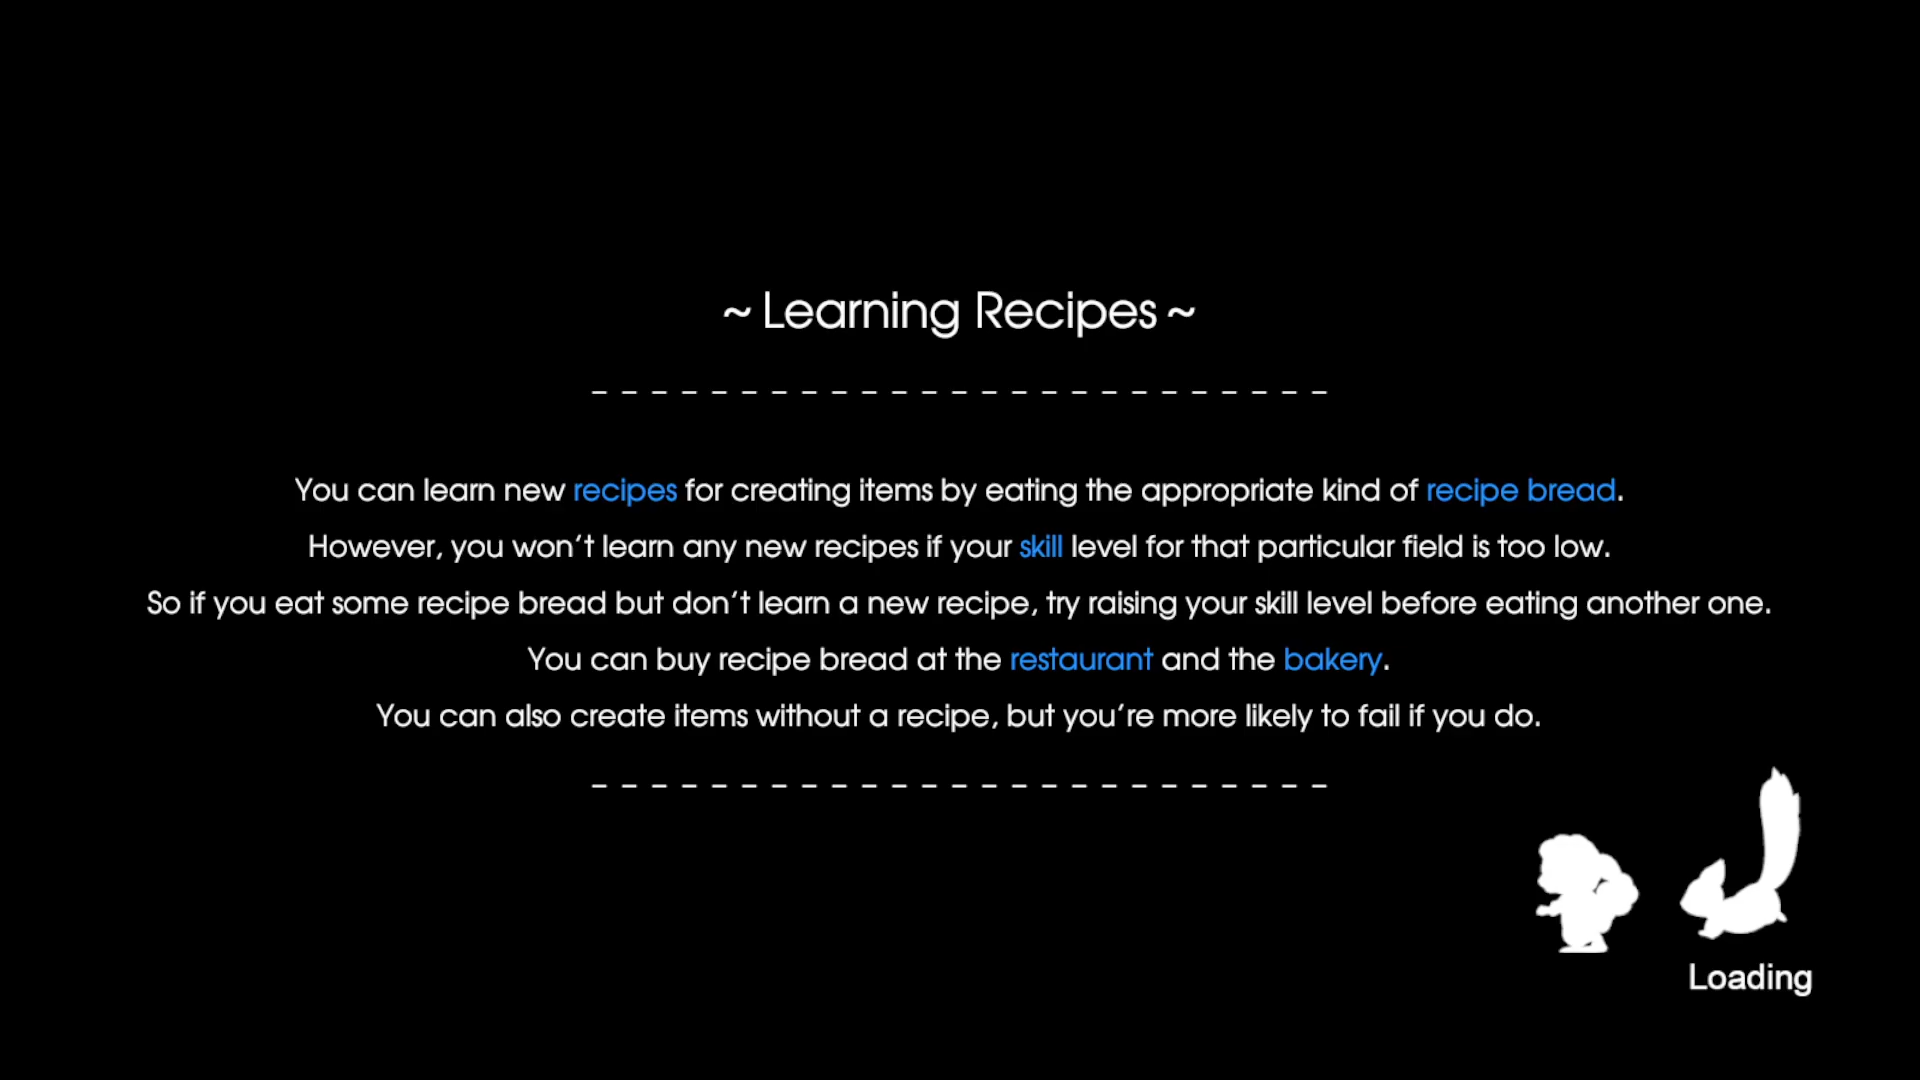 ~ Learning Recipes ~
- - - - - - - - - - - - - - - - - - - - - - - - -
You can learn new recipes for creating items by eating the appropriate kind of recipe bread.
However, you won't learn any new recipes if your skill level for that particular field is too low.
So if you eat some recipe bread but don't learn a new recipe, try raising your skill level before eating another one.
You can buy recipe bread at the restaurant and the bakery.
You can also create items without a recipe, but you're more likely to fail if you do.
- - - - - - - - - - - - - - - - - - - - - - - - -
Loading